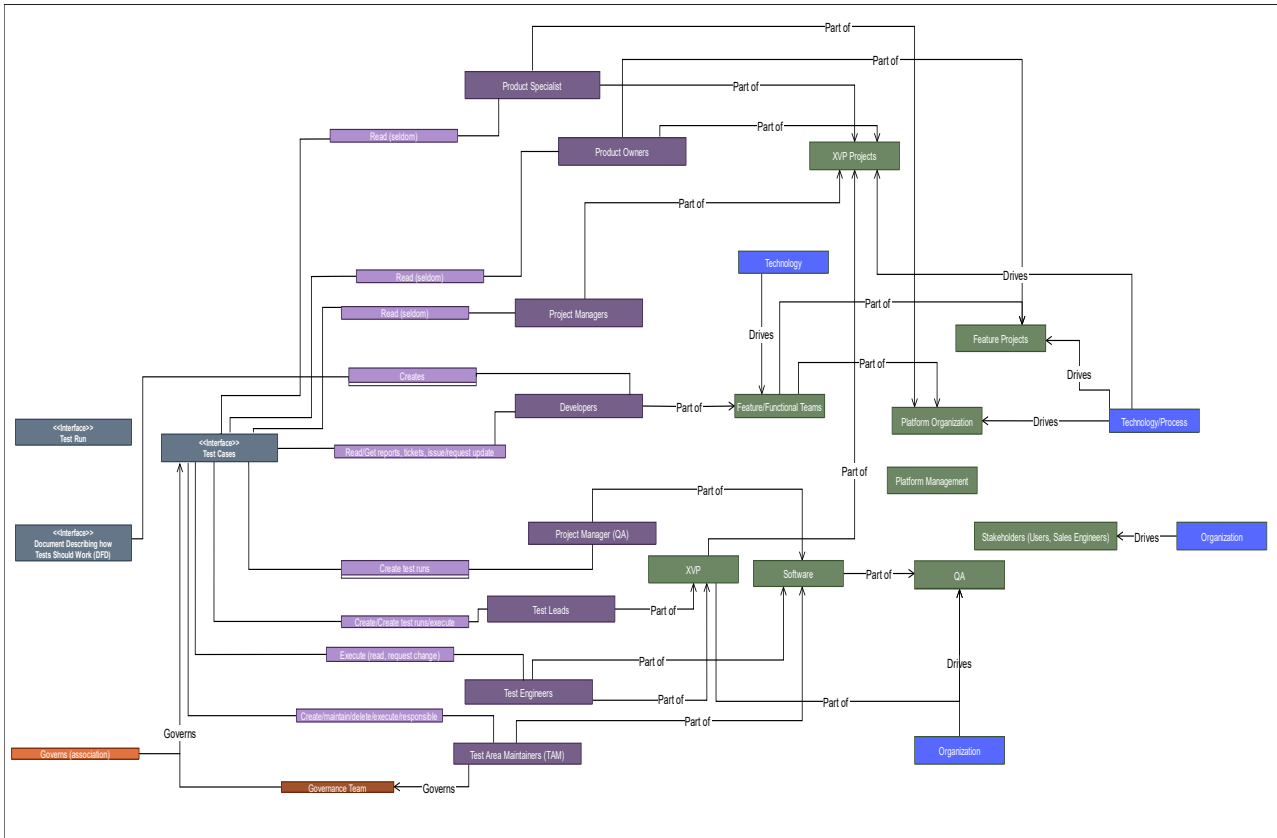 Part of
Part of
Product Specialist
Part of
Part of
Read (seldom)
Product Owners
XVP Projects
Part of
Technology
Read (seldom)
Drives
Part of
Read (seldom)
Project Managers
Drives
Feature Projects
Part of
Creates
Drives
Developers
Part of
Feature/Functional Teams
Platform Organization
Drives
Technology/Process
<<Interface>>
Test Run
<<Interface>>
Test Cases
Read/Get reports, tickets, issue/request update
Part of
Platform Management
Part of
<<Interface>>
Document Describing how
Tests Should Work (DFD)
Project Manager (QA)
Stakeholders (Users, Sales Engineers)
Drives
Organization
Create test runs
XVP
Software
Part of
QA
Test Leads
Part of
Create/Create test runs/execute
Execute (read, request change)
Part of
Drives
Test Engineers
Part of
Part of
Create/maintain/delete/execute/responsible
Part of
Governs
Governs (association)
Test Area Maintainers (TAM)
Organization
Governance Team
Governs